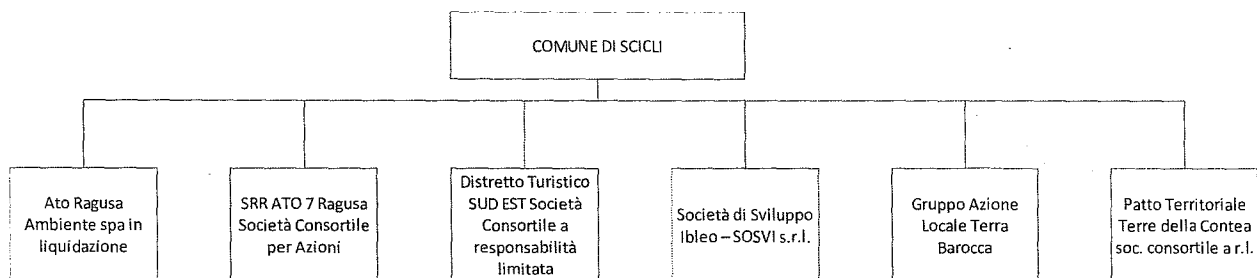 COMUNE DI SCICLI
Ato Ragusa
Ambiente spa in
liquidazione
SRR ATO 7 Ragusa
Società Consortile
per Azioni
Distretto Turistico
SUD EST Società
Consortile a
responsabilità
limitata
Società di Sviluppo
Ibleo – SOSVI s.r.l.
Gruppo Azione
Locale Terra
Barocca
Patto Territoriale
Terre della Contea
soc. consortile a r.l.